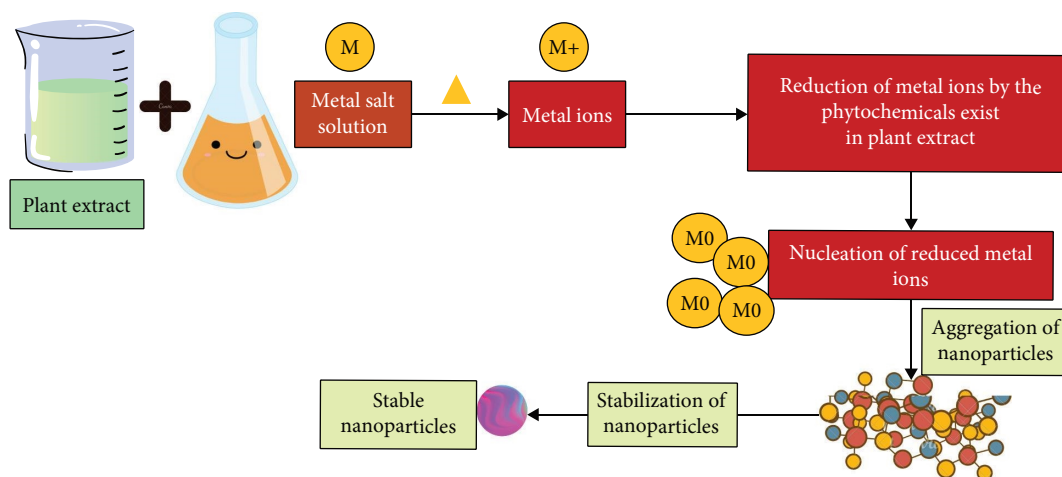 M
M+
Metal salt
solution
Metal ions
Reduction of metal ions by the
phytochemicals exist
in plant extract
Plant extract
M0
M0
M0
M0
Nucleation of reduced metal
ions
Aggregation of
nanoparticles
Stabilization of
nanoparticles
Stable
nanoparticles